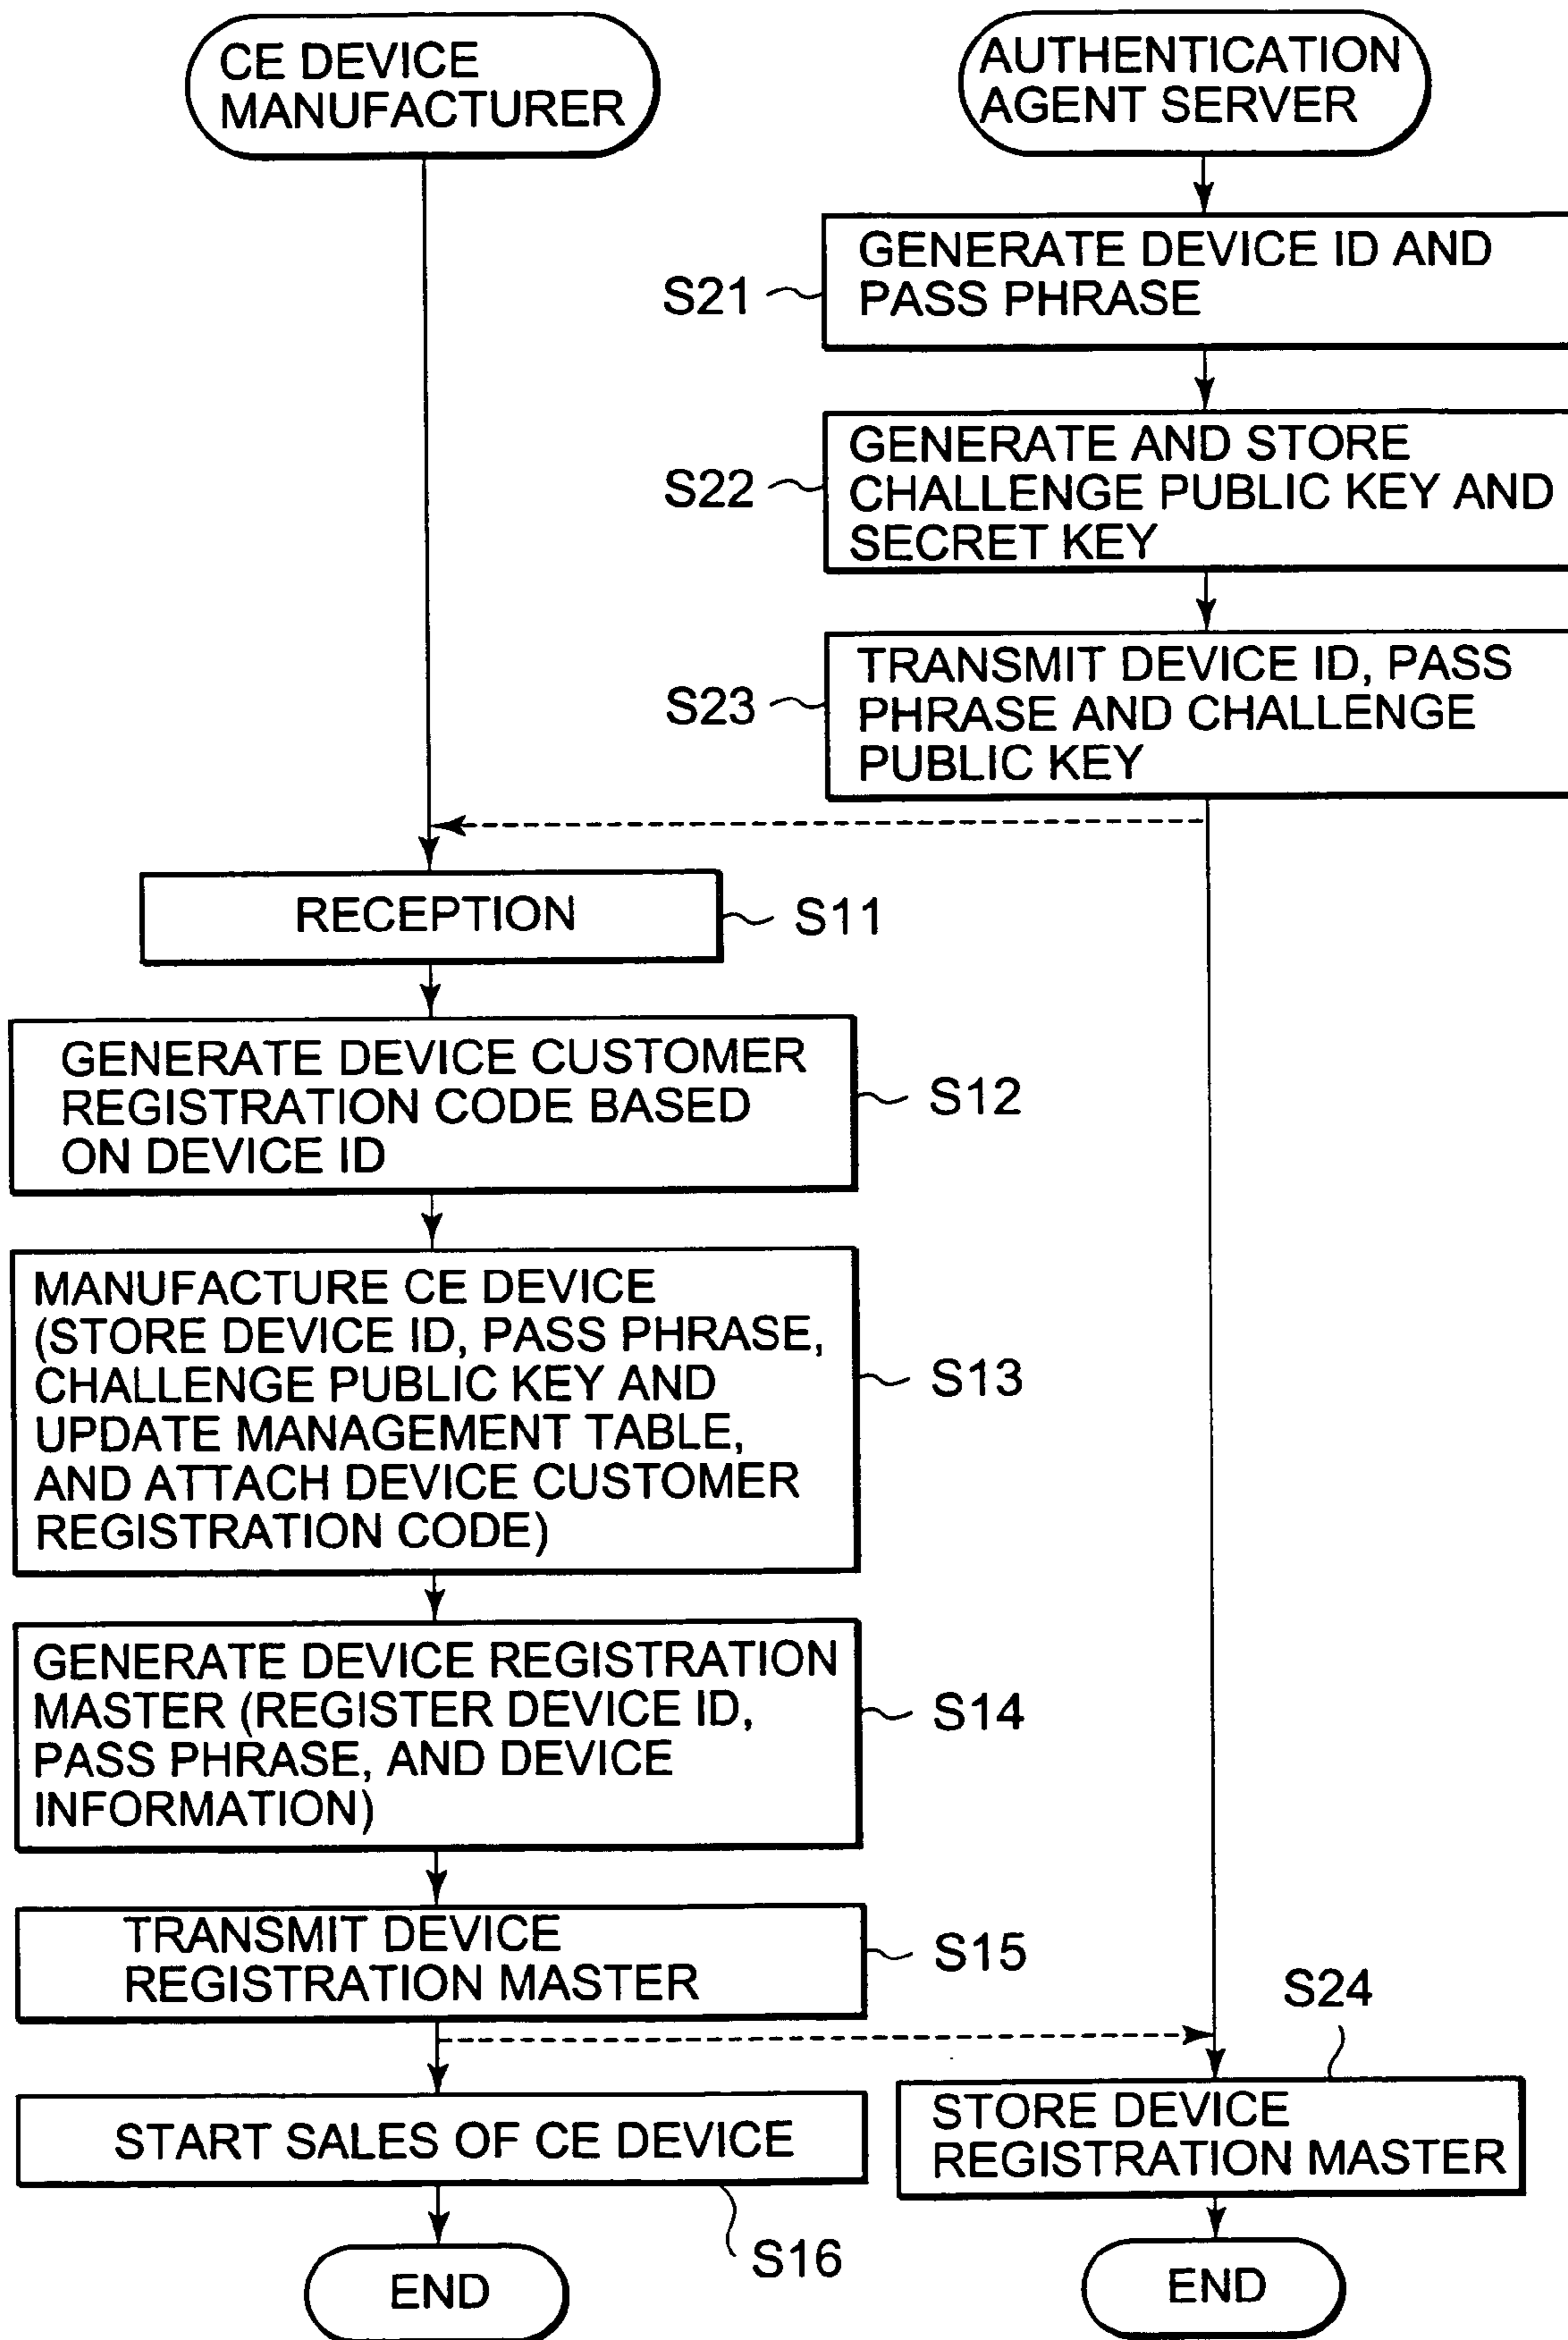 CE DEVICE
MANUFACTURER
AUTHENTICATION
AGENT SERVER
GENERATE DEVICE ID AND
PASS PHRASE
S21
GENERATE AND STORE
CHALLENGE PUBLIC KEY AND
SECRET KEY
S22
TRANSMIT DEVICE ID, PASS
PHRASE AND CHALLENGE
PUBLIC KEY
S23
RECEPTION
S11
GENERATE DEVICE CUSTOMER
REGISTRATION CODE BASED
ON DEVICE ID
S12
MANUFACTURE CE DEVICE
(STORE DEVICE ID, PASS PHRASE,
CHALLENGE PUBLIC KEY AND
UPDATE MANAGEMENT TABLE,
AND ATTACH DEVICE CUSTOMER
REGISTRATION CODE)
S13
GENERATE DEVICE REGISTRATION
MASTER (REGISTER DEVICE ID,
PASS PHRASE, AND DEVICE
INFORMATION)
S14
TRANSMIT DEVICE
REGISTRATION MASTER
S15
S24
START SALES OF CE DEVICE
STORE DEVICE
REGISTRATION MASTER
S16
END
END